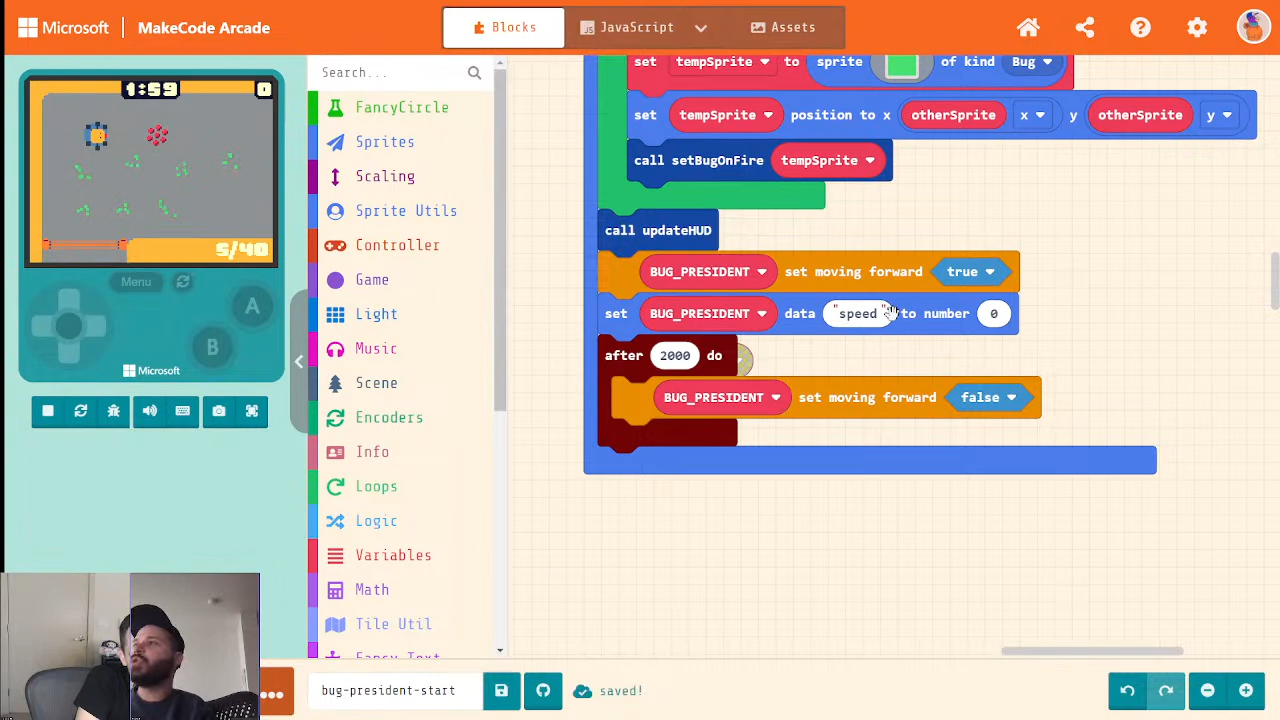 Microsoft | MakeCode Arcade
Blocks
JavaScript
Assets
1:59
0
5/40
Menu
A
B
Microsoft
Search...
FancyCircle
Sprites
Scaling
Sprite Utils
Controller
Game
Light
Music
Scene
Encoders
Info
Loops
Logic
Variables
Math
Tile Util
Fancy Text
set tempSprite to sprite of kind Bug
set tempSprite position to x otherSprite x y otherSprite y
call setBugOnFire tempSprite
call updateHUD
BUG_PRESIDENT set moving forward true
set BUG_PRESIDENT data "speed" to number 0
after 2000 do
BUG_PRESIDENT set moving forward false
bug-president-start
saved!